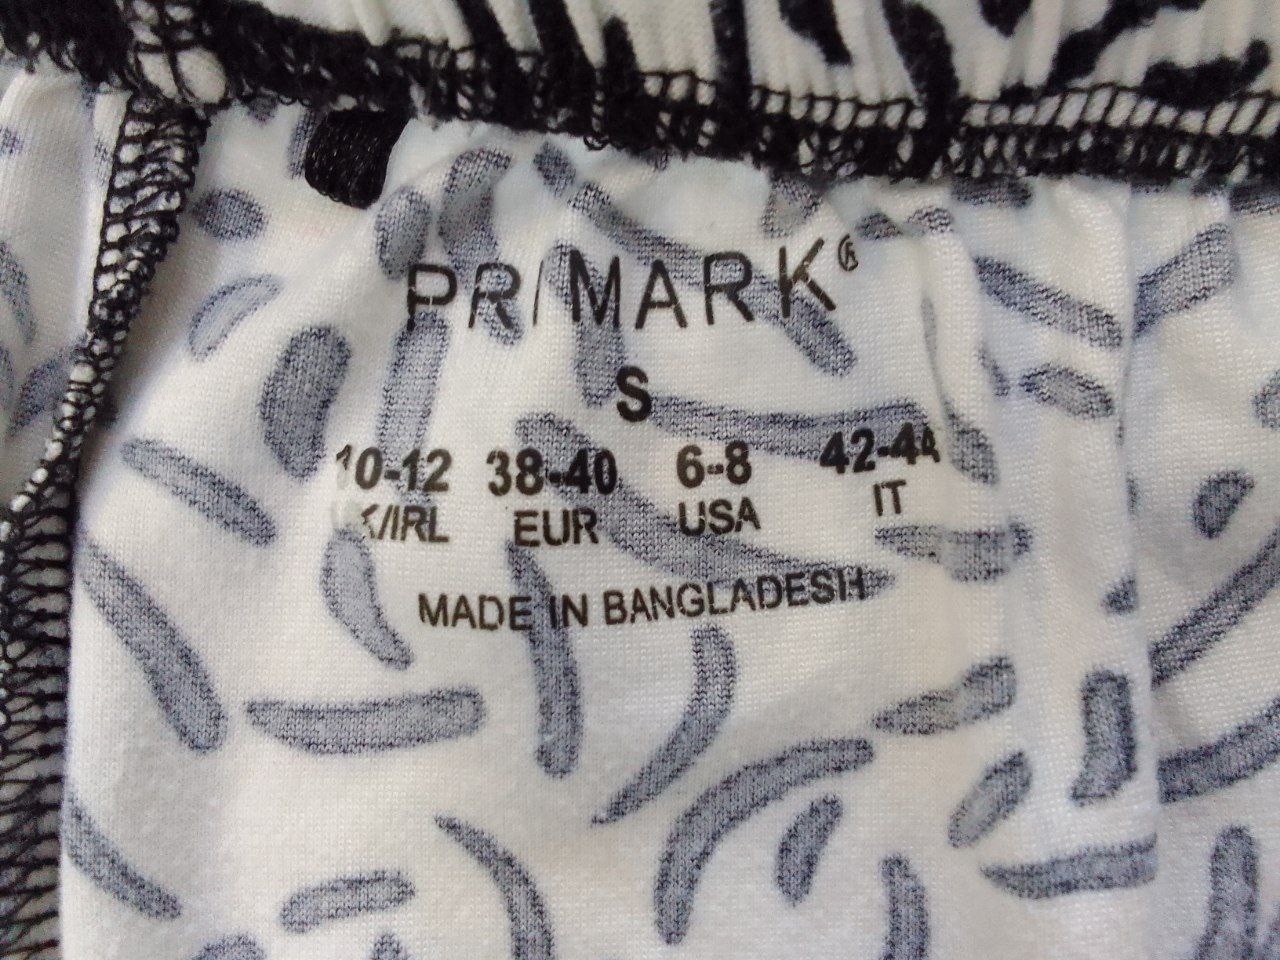 PRIMARK®
S
10-12 38-40 6-8 42-44
UK/IRL EUR USA IT
MADE IN BANGLADESH